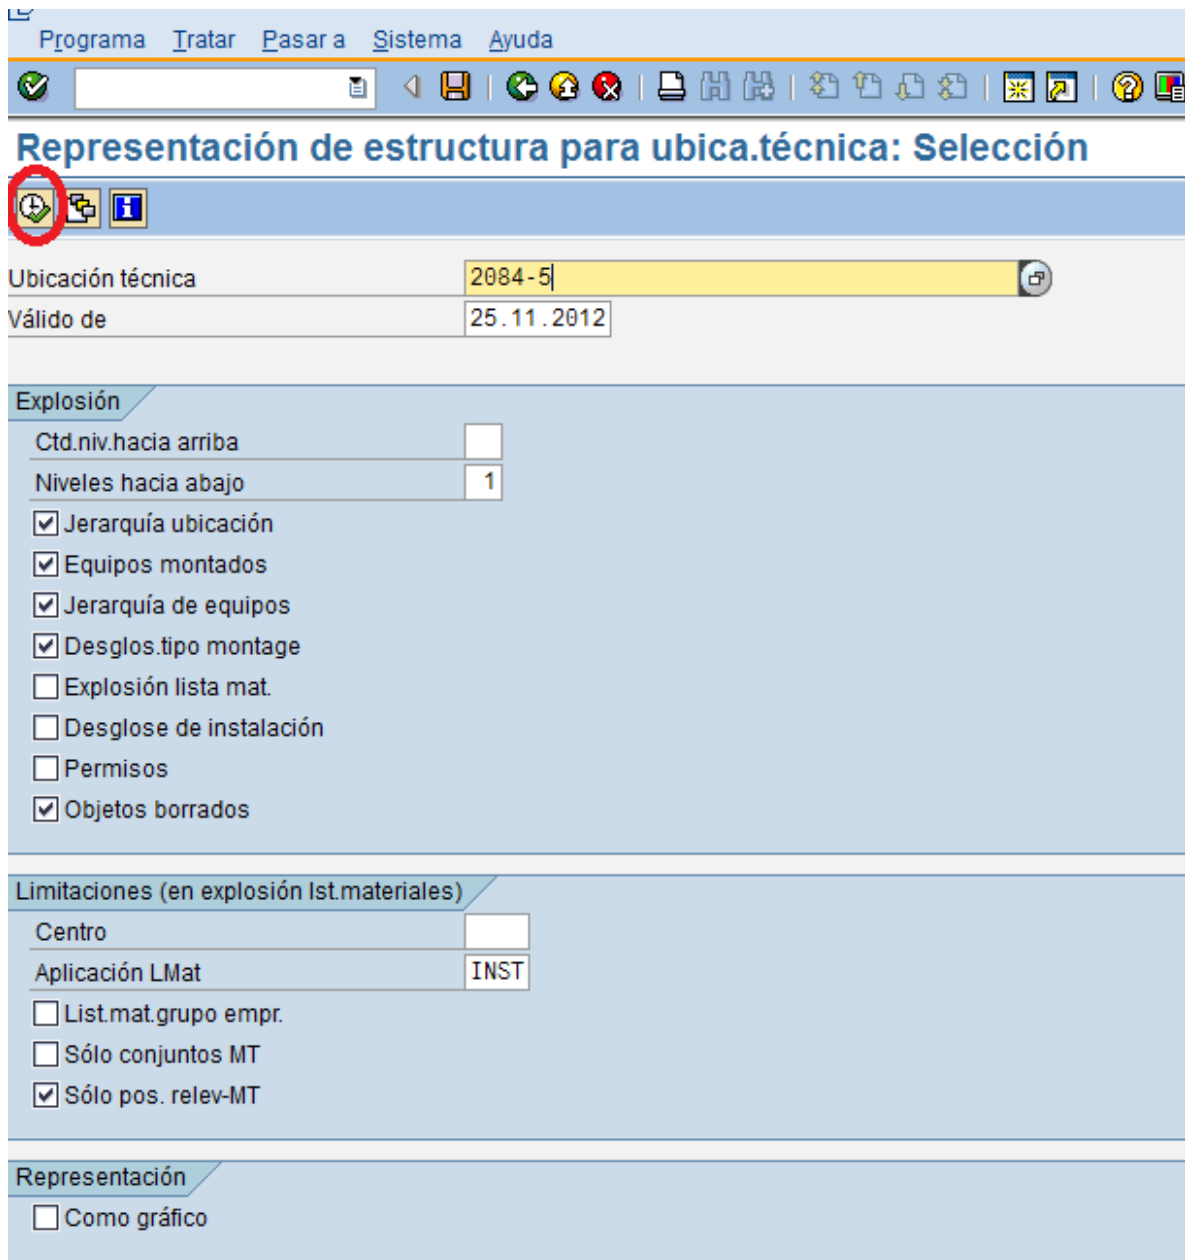 Programa Tratar Pasar a Sistema Ayuda
Representación de estructura para ubica.técnica: Selección
Ubicación técnica 2084-5
Válido de 25.11.2012
Explosión
Ctd.niv.hacia arriba
Niveles hacia abajo 1
Jerarquía ubicación
Equipos montados
Jerarquía de equipos
Desglos.tipo montage
Explosión lista mat.
Desglose de instalación
Permisos
Objetos borrados
Limitaciones (en explosión lst.materiales)
Centro
Aplicación LMat INST
List.mat.grupo empr.
Sólo conjuntos MT
Sólo pos. relev-MT
Representación
Como gráfico